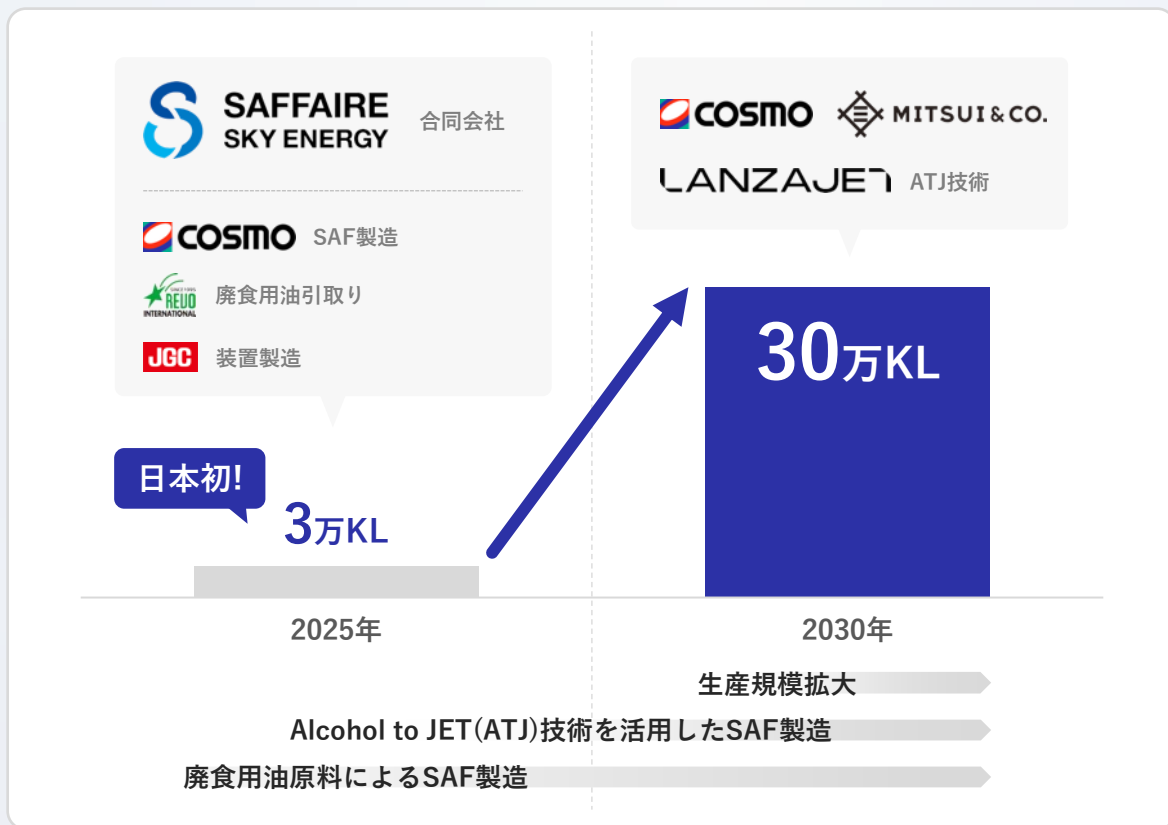 SAFFAIRE
SKY ENERGY
合同会社
COSMO SAF製造
SINCE 1995
REVO
INTERNATIONAL
廃食用油引取り
JGC 装置製造
日本初!
3万KL
2025年
COSMO MITSUI & CO.
LANZAJET ATJ技術
30万KL
2030年
生産規模拡大
Alcohol to JET(ATJ)技術を活用したSAF製造
廃食用油原料によるSAF製造